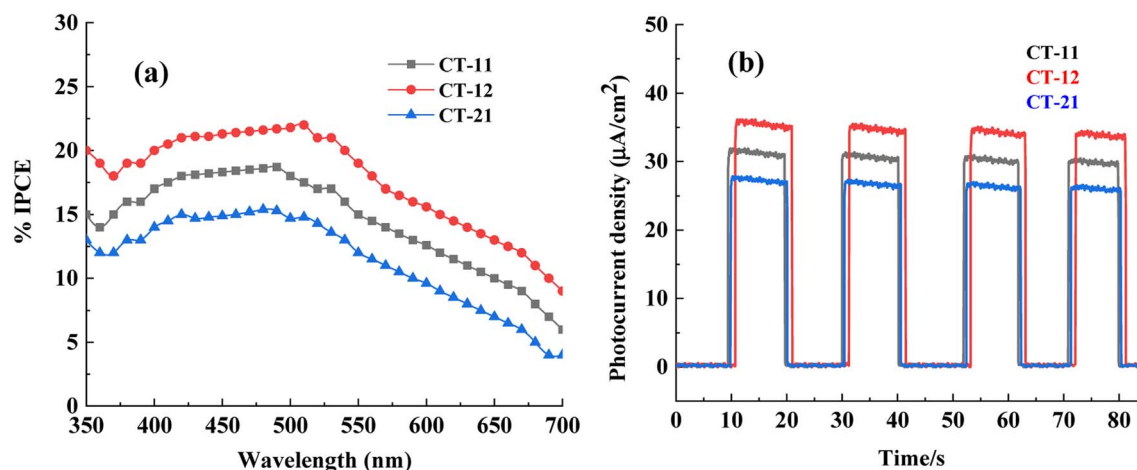 (a)
CT-11
CT-12
CT-21
% IPCE
30
25
20
15
10
5
0
350 400 450 500 550 600 650 700
Wavelength (nm)
(b)
CT-11
CT-12
CT-21
Photocurrent density (μA/cm²)
50
40
30
20
10
0
0 10 20 30 40 50 60 70 80
Time/s